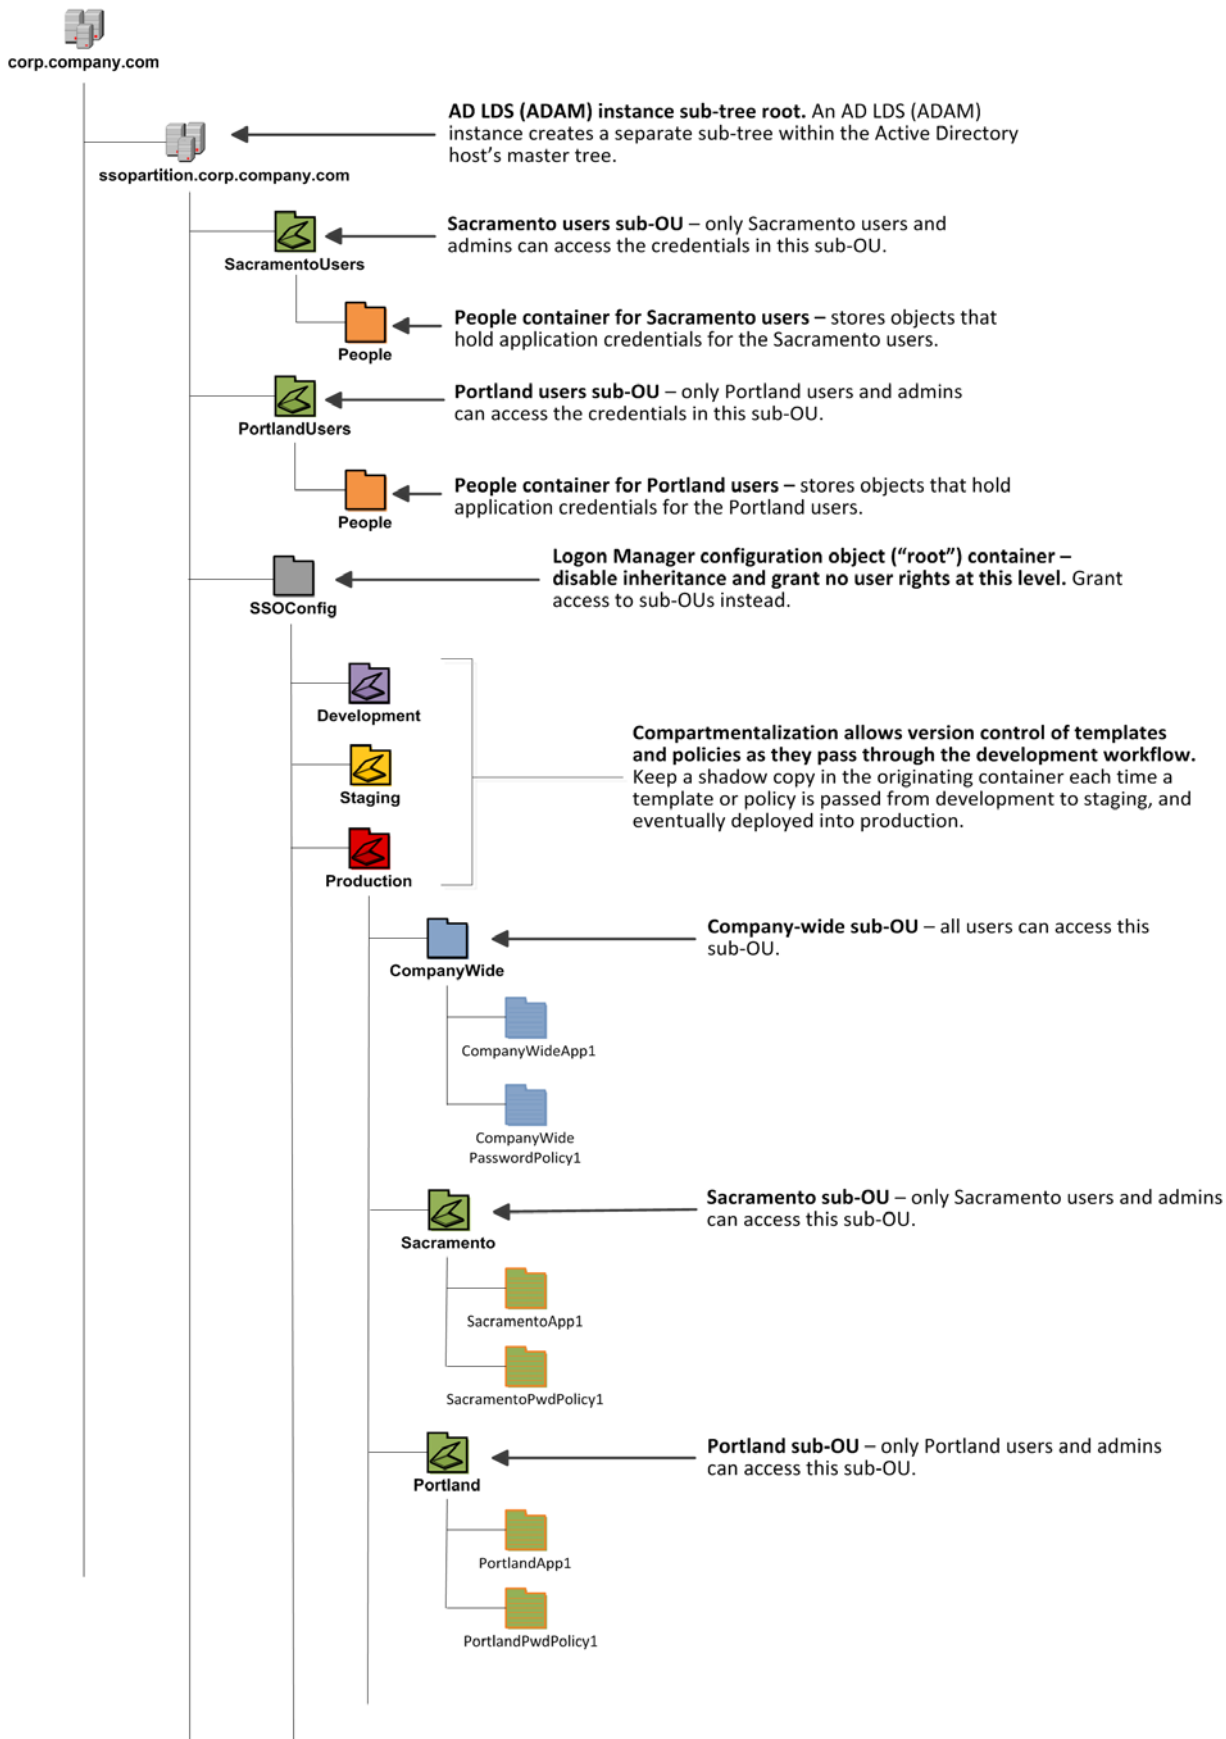 corp.company.com
AD LDS (ADAM) instance sub-tree root. An AD LDS (ADAM)
instance creates a separate sub-tree within the Active Directory
host’s master tree.
ssopartition.corp.company.com
Sacramento users sub-OU – only Sacramento users and
admins can access the credentials in this sub-OU.
SacramentoUsers
People container for Sacramento users – stores objects that
hold application credentials for the Sacramento users.
People
Portland users sub-OU – only Portland users and admins
can access the credentials in this sub-OU.
PortlandUsers
People container for Portland users – stores objects that hold
application credentials for the Portland users.
People
Logon Manager configuration object (“root”) container –
disable inheritance and grant no user rights at this level. Grant
access to sub-OUs instead.
SSOConfig
Development
Compartmentalization allows version control of templates
and policies as they pass through the development workflow.
Keep a shadow copy in the originating container each time a
template or policy is passed from development to staging, and
eventually deployed into production.
Staging
Production
Company-wide sub-OU – all users can access this
sub-OU.
CompanyWide
CompanyWideApp1
CompanyWide
PasswordPolicy1
Sacramento sub-OU – only Sacramento users and admins
can access this sub-OU.
Sacramento
SacramentoApp1
SacramentoPwdPolicy1
Portland sub-OU – only Portland users and admins
can access this sub-OU.
Portland
PortlandApp1
PortlandPwdPolicy1